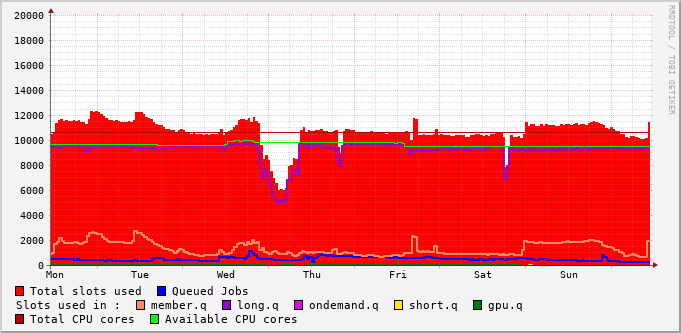 20000
18000
16000
14000
12000
10000
8000
6000
4000
2000
0
Mon Tue Wed Thu Fri Sat Sun
RRDTOOL / TOBI OETIKER
Total slots used Queued Jobs
Slots used in : member.q long.q ondemand.q short.q gpu.q
Total CPU cores Available CPU cores